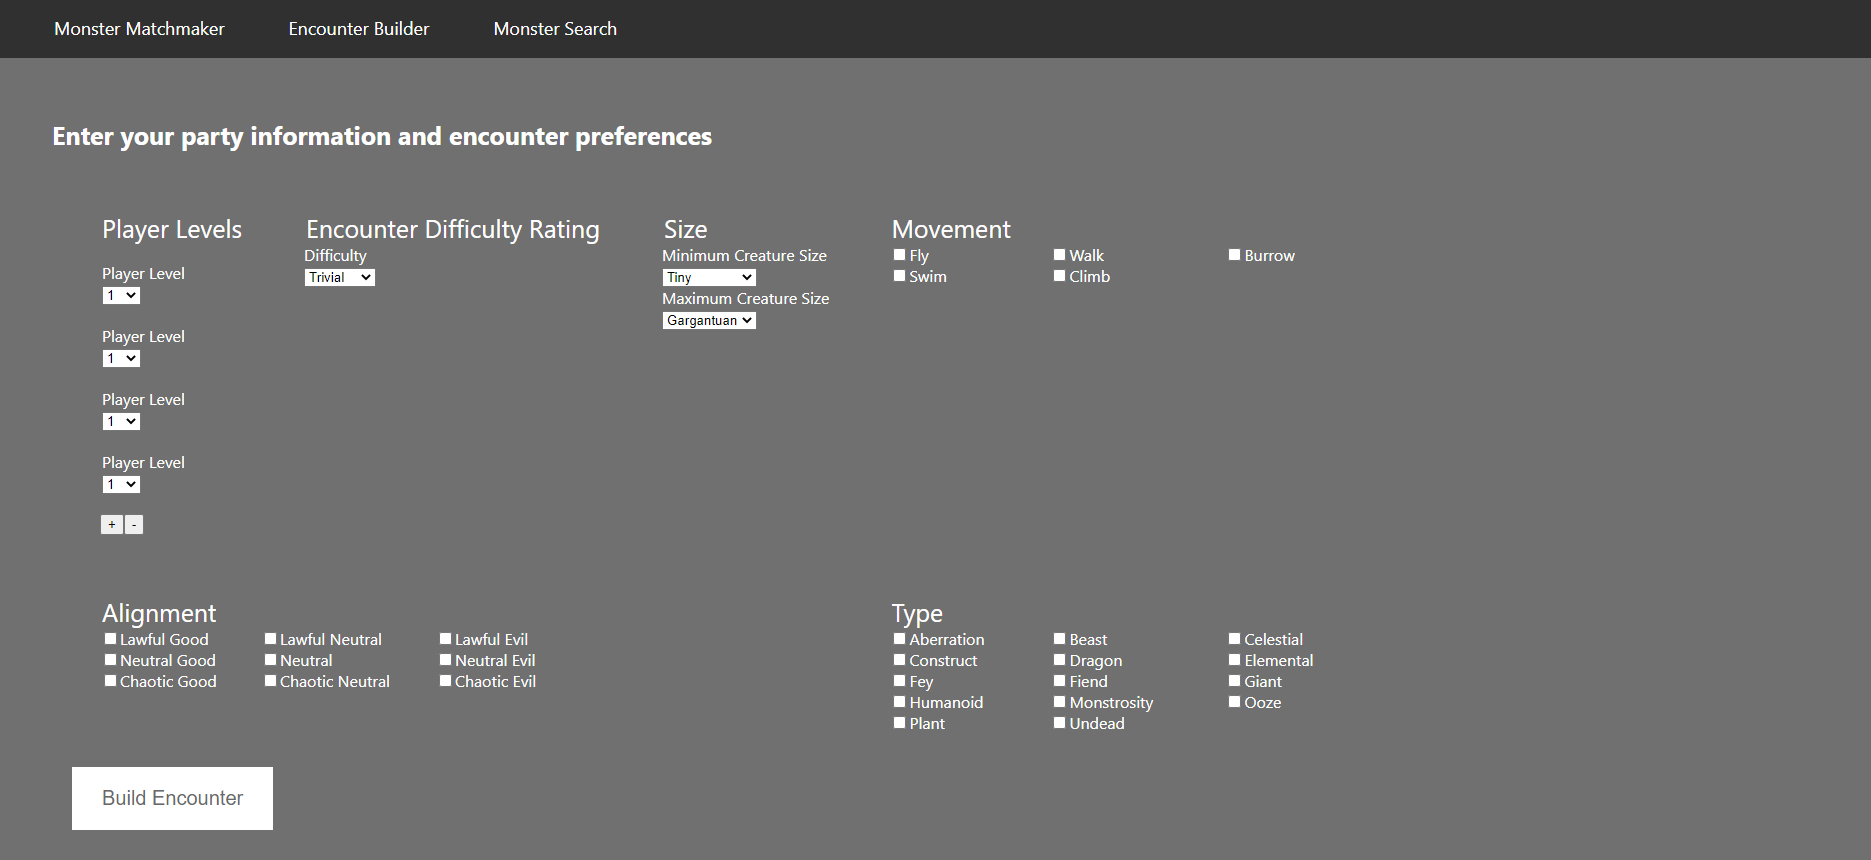 Monster Matchmaker Encounter Builder Monster Search
Enter your party information and encounter preferences
Player Levels
Player Level
1
Player Level
1
Player Level
1
Player Level
1
+ -
Encounter Difficulty Rating
Difficulty
Trivial
Size
Minimum Creature Size
Tiny
Maximum Creature Size
Gargantuan
Movement
Fly Walk Burrow
Swim Climb
Alignment
Lawful Good Lawful Neutral Lawful Evil
Neutral Good Neutral Neutral Evil
Chaotic Good Chaotic Neutral Chaotic Evil
Type
Aberration Beast Celestial
Construct Dragon Elemental
Fey Fiend Giant
Humanoid Monstrosity Ooze
Plant Undead
Build Encounter